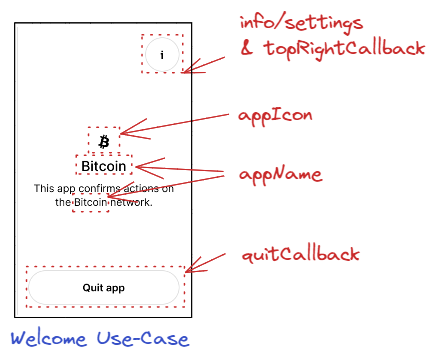 info/settings
& topRightCallback
i
appIcon
Bitcoin
appName
This app confirms actions on
the Bitcoin network.
quitCallback
Quit app
Welcome Use-Case